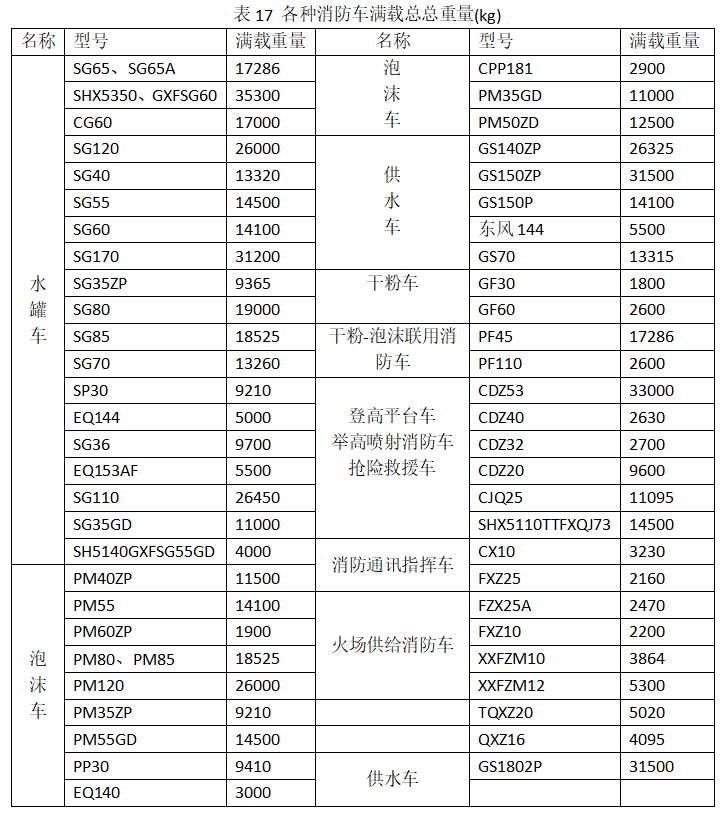 表 17 各种消防车满载总总重量(kg)
名称 型号 满载重量 名称 型号 满载重量
水罐车 SG65、SG65A 17286 泡沫车 CPP181 2900
SHX5350、GXFSG60 35300 PM35GD 11000
CG60 17000 PM50ZD 12500
SG120 26000 供水车 GS140ZP 26325
SG40 13320 GS150ZP 31500
SG55 14500 GS150P 14100
SG60 14100 东风 144 5500
SG170 31200 GS70 13315
SG35ZP 9365 干粉车 GF30 1800
SG80 19000 GF60 2600
SG85 18525 干粉-泡沫联用消防车 PF45 17286
SG70 13260 PF110 2600
SP30 9210 登高平台车 举高喷射消防车 抢险救援车 CDZ53 33000
EQ144 5000 CDZ40 2630
SG36 9700 CDZ32 2700
EQ153AF 5500 CDZ20 9600
SG110 26450 CJQ25 11095
SG35GD 11000 SHX5110TTFXQJ73 14500
SH5140GXFSG55GD 4000 消防通讯指挥车 CX10 3230
泡沫车 PM40ZP 11500 FXZ25 2160
PM55 14100 火场供给消防车 FZX25A 2470
PM60ZP 1900 FXZ10 2200
PM80、PM85 18525 XXFZM10 3864
PM120 26000 XXFZM12 5300
PM35ZP 9210 TQXZ20 5020
PM55GD 14500 QXZ16 4095
PP30 9410 供水车 GS1802P 31500
EQ140 3000